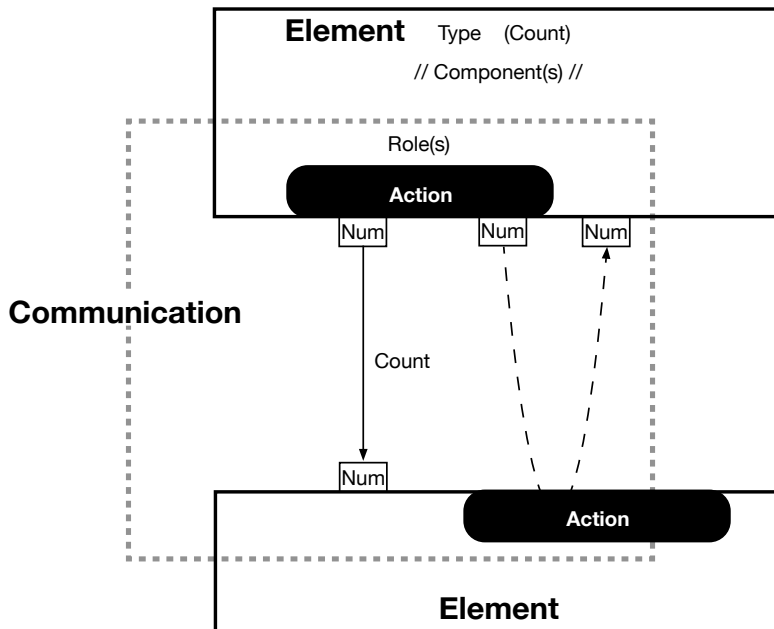 Element Type (Count)
// Component(s) //
Role(s)
Action
Num Num Num
Communication
Count
Num
Action
Element